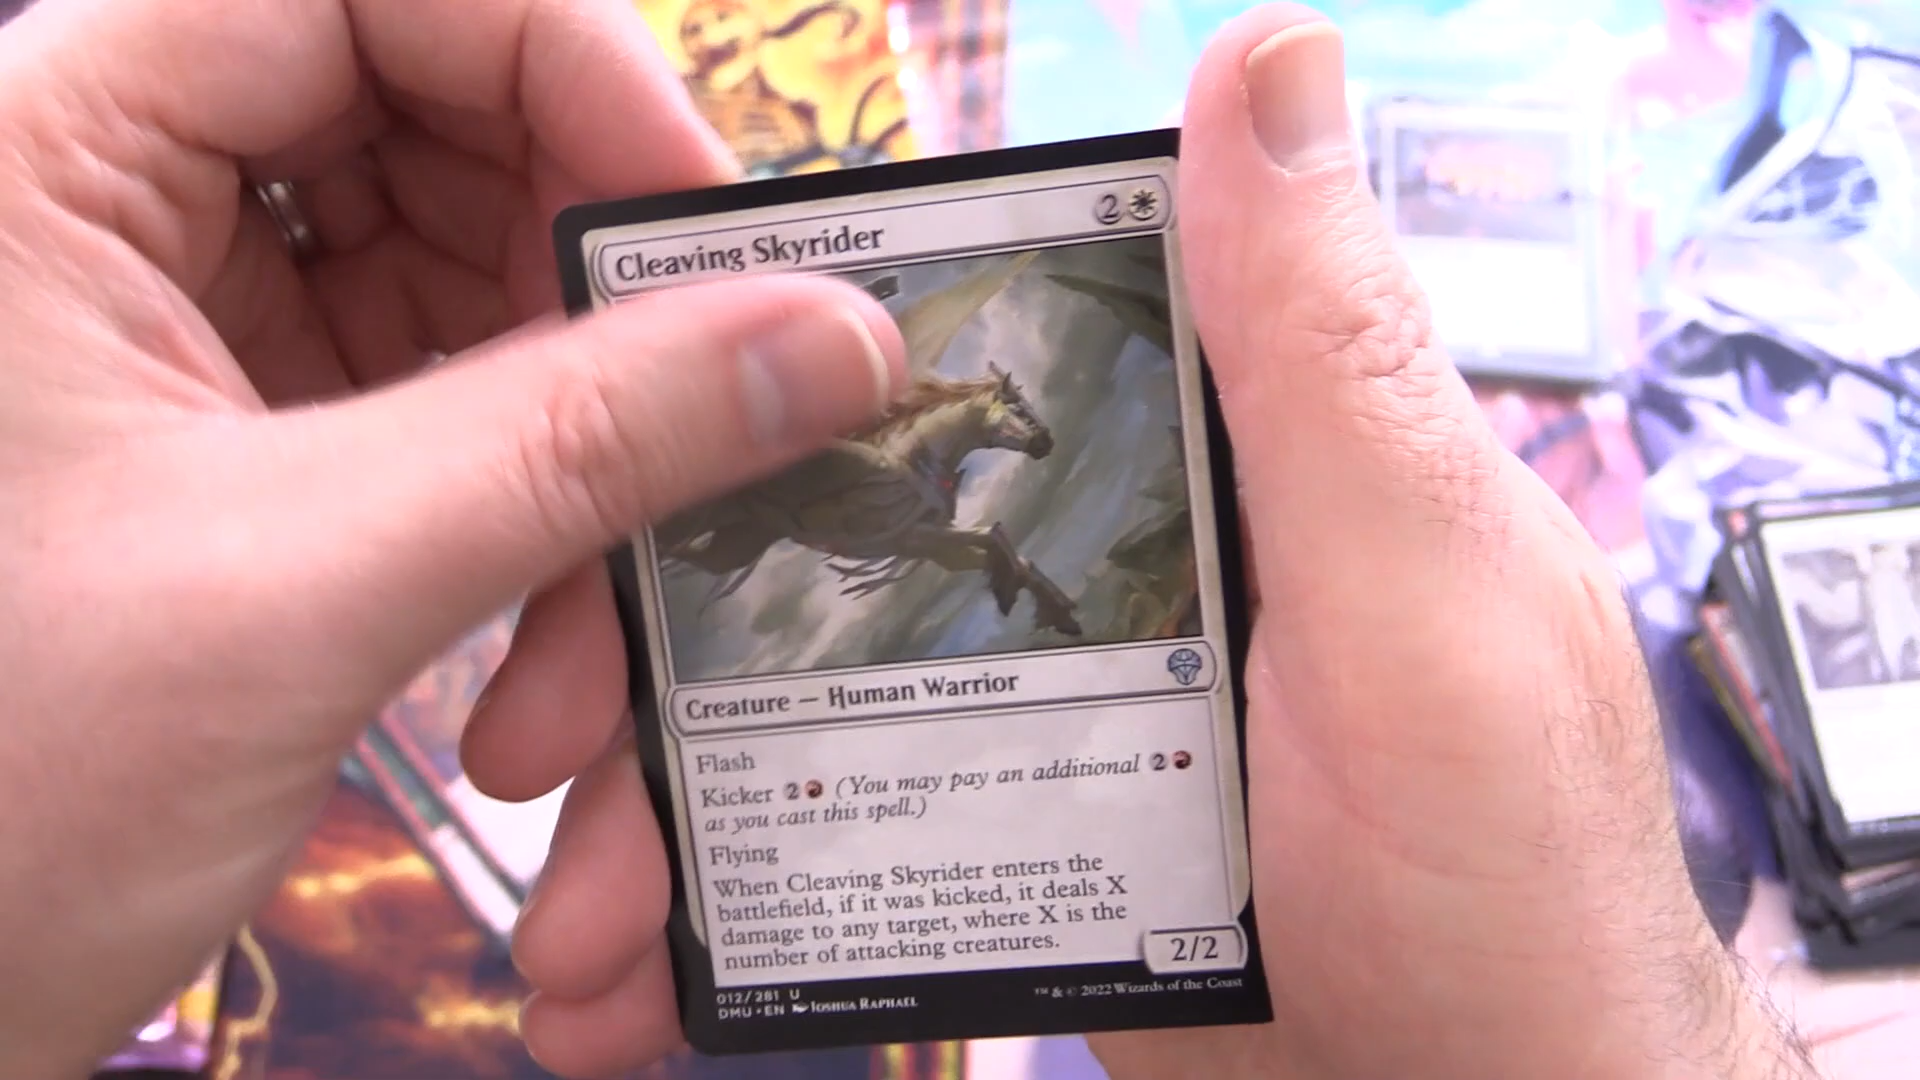 Cleaving Skyrider 2
Creature — Human Warrior
Flash
Kicker 2 (You may pay an additional 2
as you cast this spell.)
Flying
When Cleaving Skyrider enters the
battlefield, if it was kicked, it deals X
damage to any target, where X is the
number of attacking creatures.
2/2
012/281 U
DMU • EN JOSHUA RAPHAEL
™ & © 2022 Wizards of the Coast